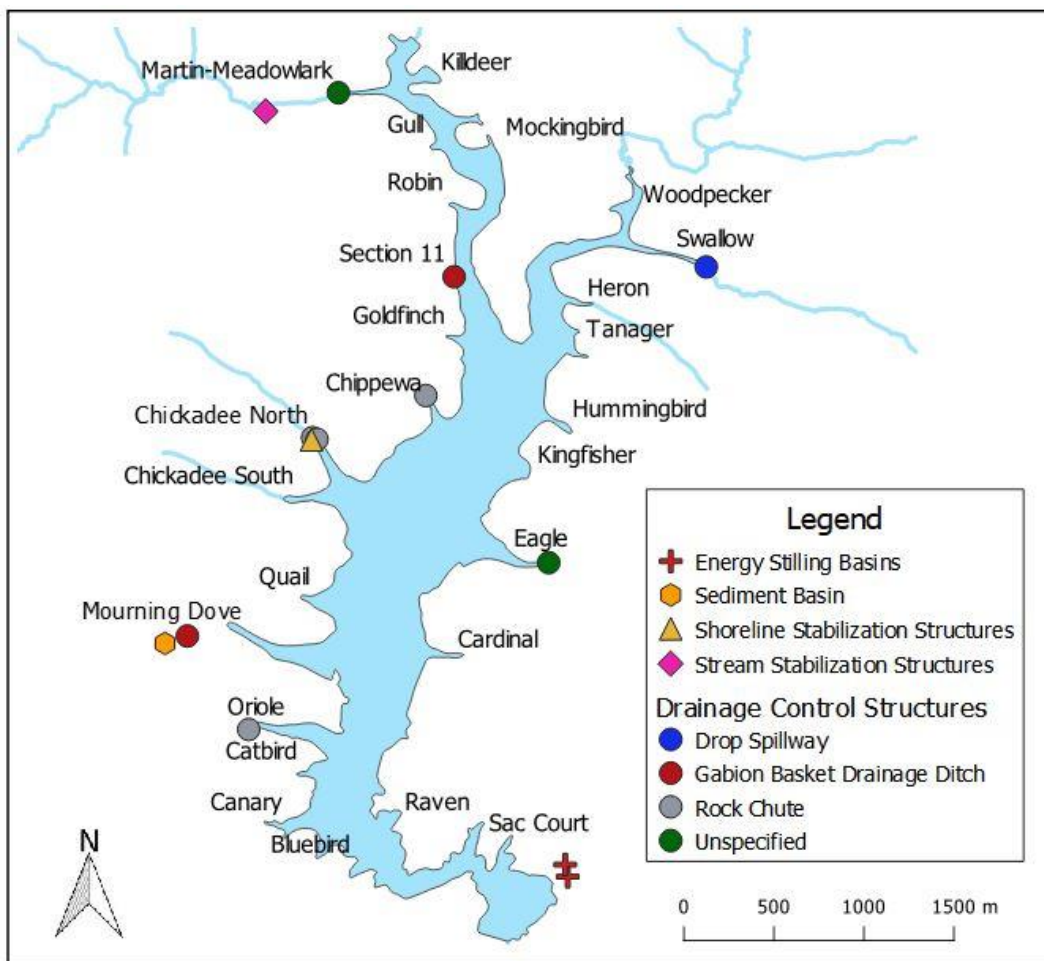 Killdeer
Martin-Meadowlark
Gull
Mockingbird
Robin
Woodpecker
Section 11
Swallow
Heron
Goldfinch
Tanager
Chippewa
Hummingbird
Chickadee North
Kingfisher
Chickadee South
Eagle
Quail
Mourning Dove
Cardinal
Oriole
Catbird
Canary
Raven
Sac Court
Bluebird
N
Legend
Energy Stilling Basins
Sediment Basin
Shoreline Stabilization Structures
Stream Stabilization Structures
Drainage Control Structures
Drop Spillway
Gabion Basket Drainage Ditch
Rock Chute
Unspecified
0 500 1000 1500 m